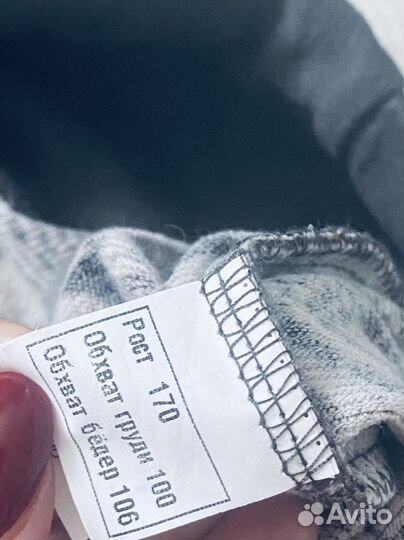 Рост 170
Обхват груди 100
Обхват бёдер 106
Avito